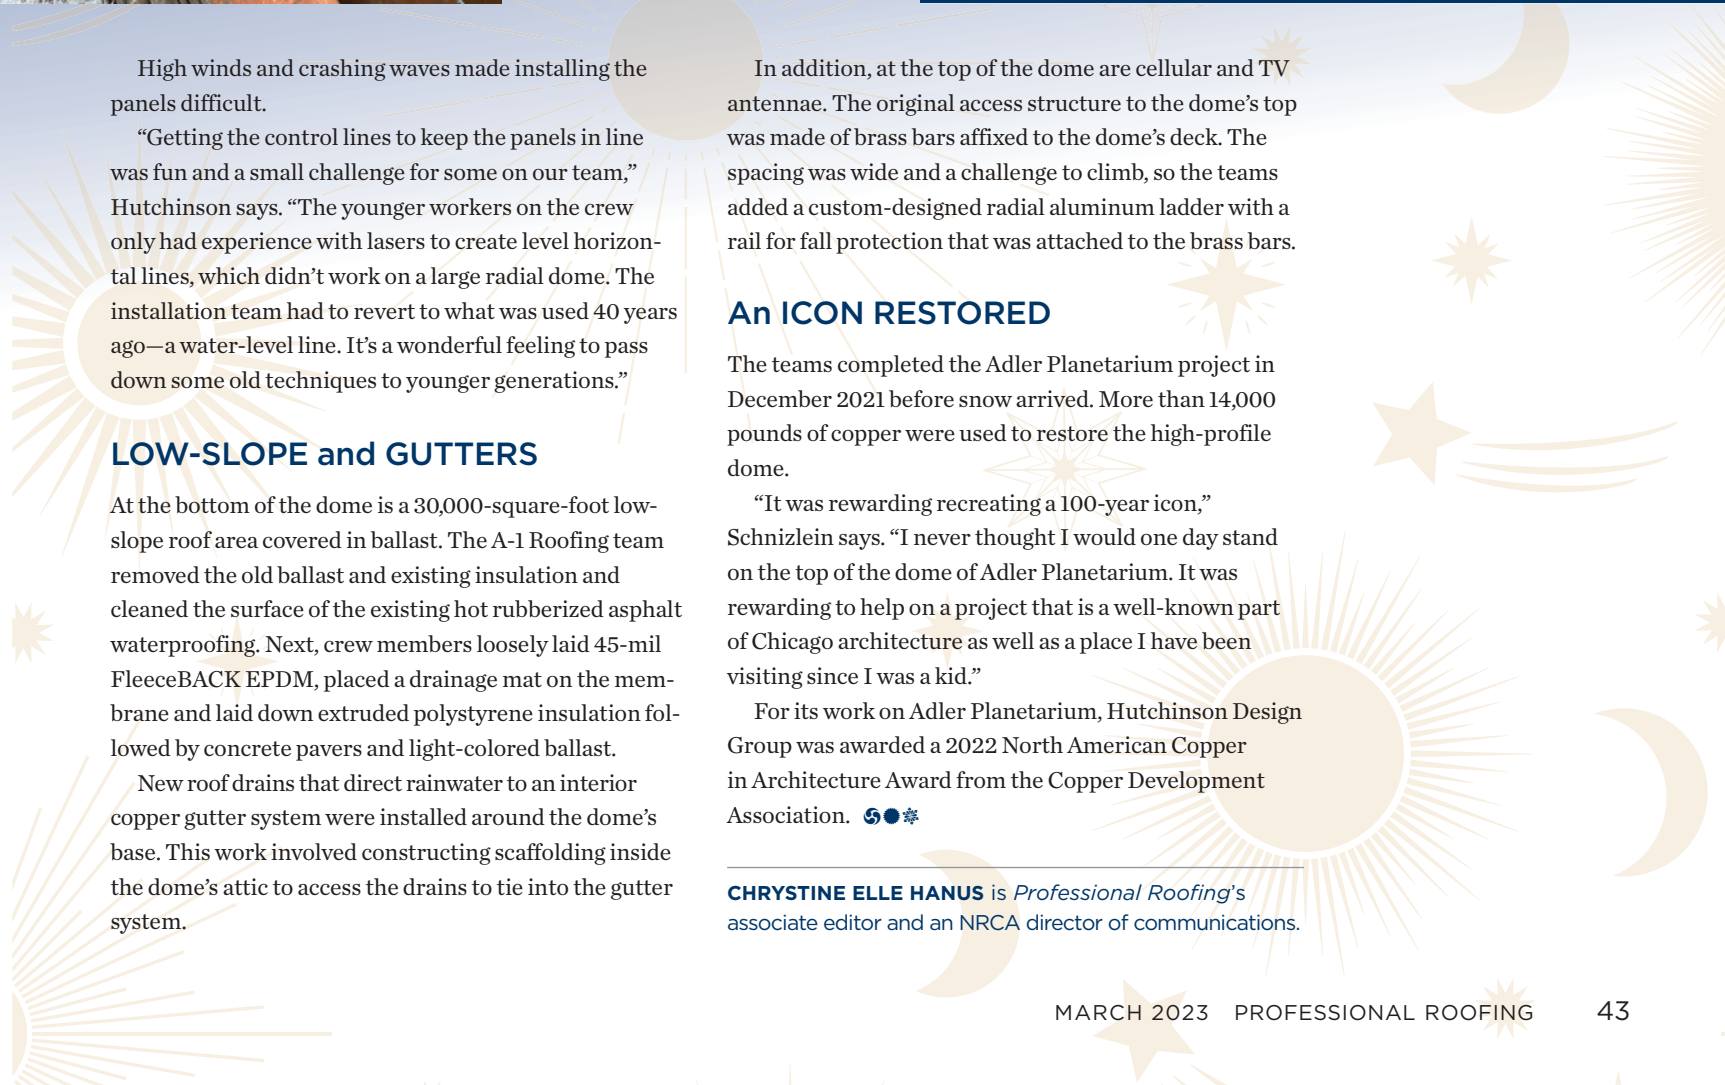 High winds and crashing waves made installing the
panels difficult.
“Getting the control lines to keep the panels in line
was fun and a small challenge for some on our team,”
Hutchinson says. “The younger workers on the crew
only had experience with lasers to create level horizon-
tal lines, which didn’t work on a large radial dome. The
installation team had to revert to what was used 40 years
ago—a water-level line. It’s a wonderful feeling to pass
down some old techniques to younger generations.”
LOW-SLOPE and GUTTERS
At the bottom of the dome is a 30,000-square-foot low-
slope roof area covered in ballast. The A-1 Roofing team
removed the old ballast and existing insulation and
cleaned the surface of the existing hot rubberized asphalt
waterproofing. Next, crew members loosely laid 45-mil
FleeceBACK EPDM, placed a drainage mat on the mem-
brane and laid down extruded polystyrene insulation fol-
lowed by concrete pavers and light-colored ballast.
New roof drains that direct rainwater to an interior
copper gutter system were installed around the dome’s
base. This work involved constructing scaffolding inside
the dome’s attic to access the drains to tie into the gutter
system.
In addition, at the top of the dome are cellular and TV
antennae. The original access structure to the dome’s top
was made of brass bars affixed to the dome’s deck. The
spacing was wide and a challenge to climb, so the teams
added a custom-designed radial aluminum ladder with a
rail for fall protection that was attached to the brass bars.
An ICON RESTORED
The teams completed the Adler Planetarium project in
December 2021 before snow arrived. More than 14,000
pounds of copper were used to restore the high-profile
dome.
“It was rewarding recreating a 100-year icon,”
Schnizlein says. “I never thought I would one day stand
on the top of the dome of Adler Planetarium. It was
rewarding to help on a project that is a well-known part
of Chicago architecture as well as a place I have been
visiting since I was a kid.”
For its work on Adler Planetarium, Hutchinson Design
Group was awarded a 2022 North American Copper
in Architecture Award from the Copper Development
Association.
CHRYSTINE ELLE HANUS is Professional Roofing’s
associate editor and an NRCA director of communications.
MARCH 2023 PROFESSIONAL ROOFING 43